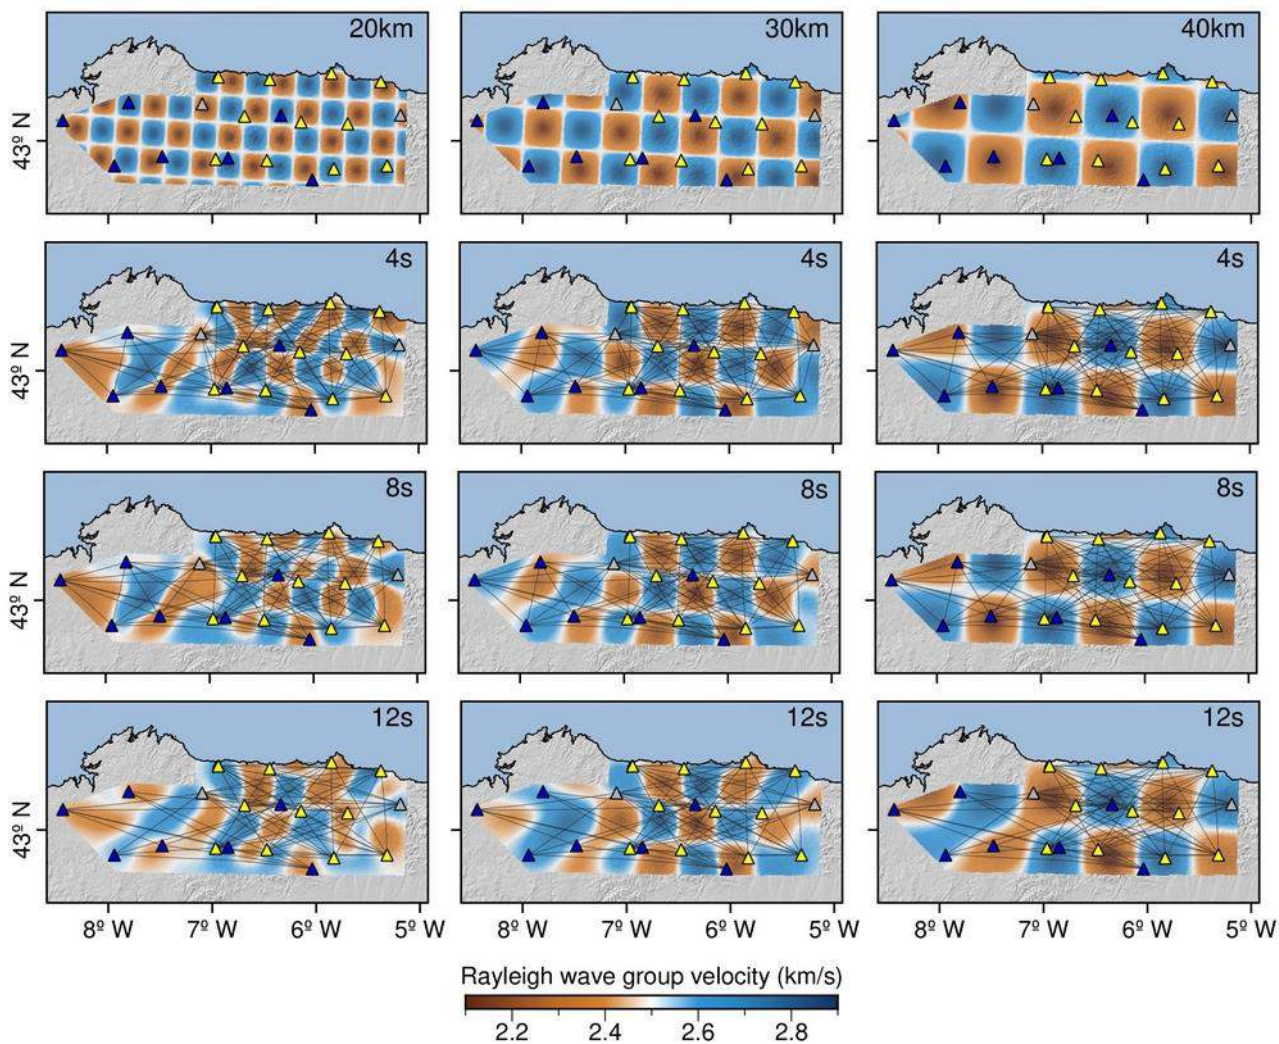 20km
30km
40km
43º N
4s
4s
4s
43º N
8s
8s
8s
43º N
12s
12s
12s
43º N
8º W
7º W
6º W
5º W
8º W
7º W
6º W
5º W
8º W
7º W
6º W
5º W
Rayleigh wave group velocity (km/s)
2.2
2.4
2.6
2.8